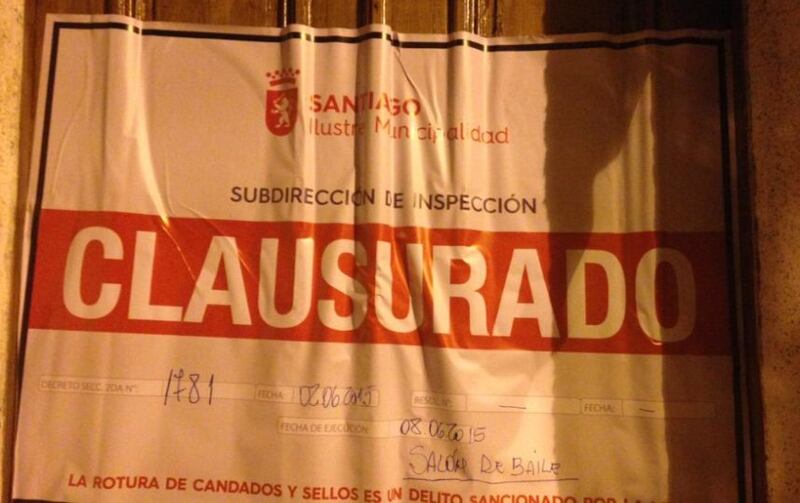 SANTIAGO
Ilustre Municipalidad
SUBDIRECCIÓN DE INSPECCIÓN
CLAUSURADO
DECRETO SECC. 2DA N°: 1781 FECHA: 02.06.2015 RESOL. N°: — FECHA: —
FECHA DE EJECUCIÓN: 08.06.2015
SALÓN DE BAILE
LA ROTURA DE CANDADOS Y SELLOS ES UN DELITO SANCIONADO POR